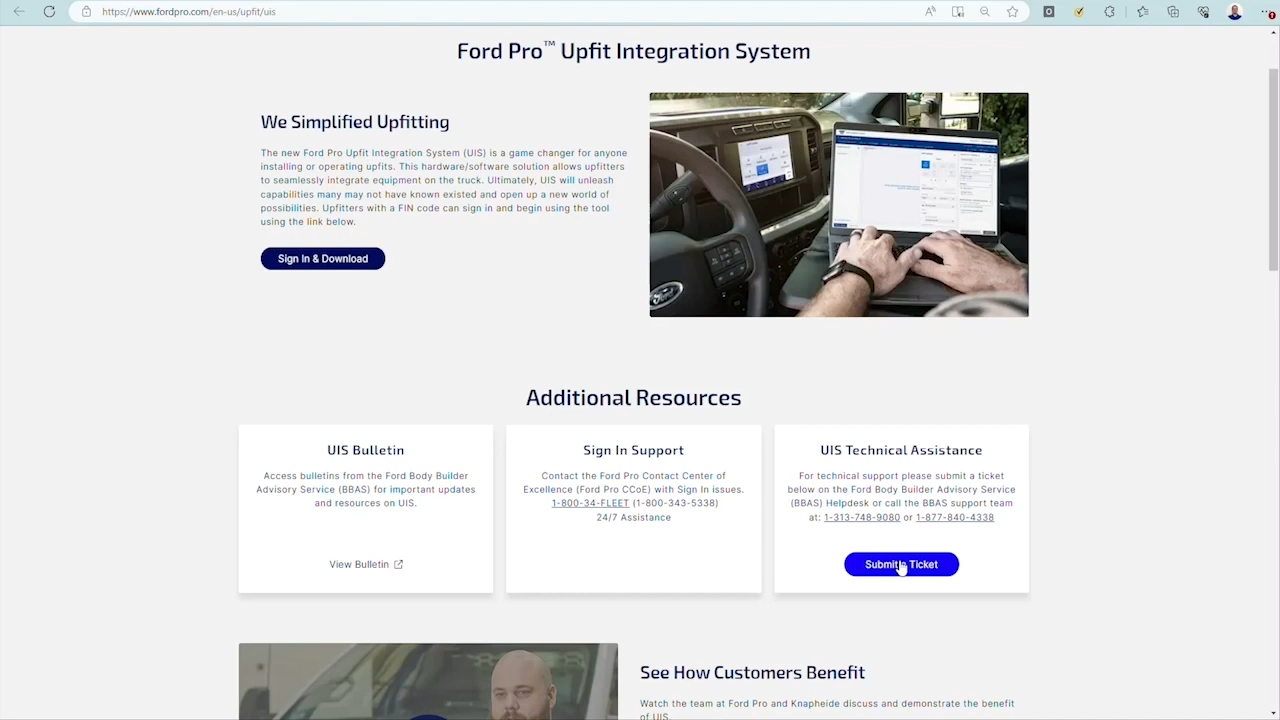 https://www.fordpro.com/en-us/upfit/uis
Ford Pro™ Upfit Integration System
We Simplified Upfitting
The new Ford Pro Upfit Integration System (UIS) is a game changer for anyone
installing or operating upfits. This hardware/software solution allows upfitters
to seamlessly integrate equipment on the truck. Ultimately, UIS will unleash
capabilities many may not have known existed and open up a new world of
possibilities. Upfitters with a FIN code can sign in and begin using the tool
using the link below.
Sign In & Download
Ford
Additional Resources
UIS Bulletin
Access bulletins from the Ford Body Builder
Advisory Service (BBAS) for important updates
and resources on UIS.
View Bulletin
Sign In Support
Contact the Ford Pro Contact Center of
Excellence (Ford Pro CCoE) with Sign In issues.
1-800-34-FLEET (1-800-343-5338)
24/7 Assistance
UIS Technical Assistance
For technical support please submit a ticket
below on the Ford Body Builder Advisory Service
(BBAS) Helpdesk or call the BBAS support team
at: 1-313-748-9080 or 1-877-840-4338
Submit Ticket
See How Customers Benefit
Watch the team at Ford Pro and Knapheide discuss and demonstrate the benefit
of UIS.